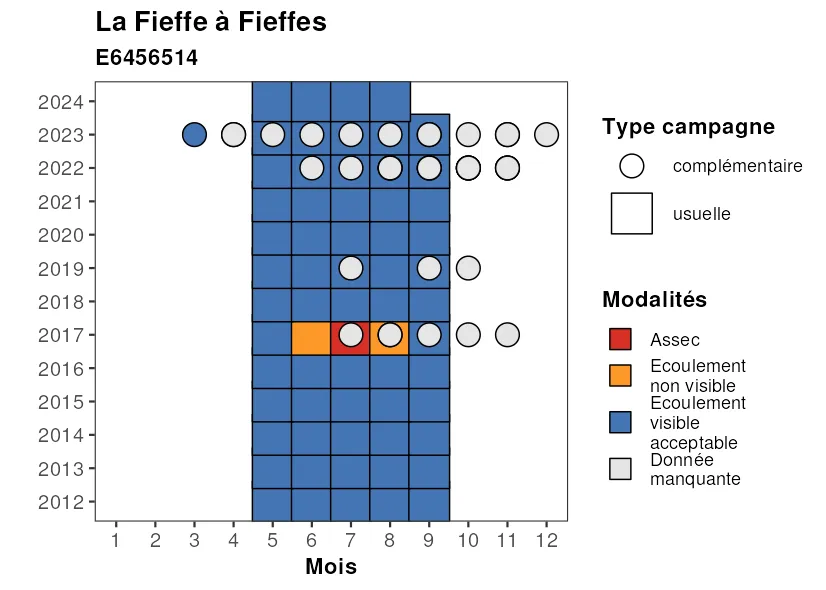 La Fieffe à Fieffes
E6456514
2024
2023
2022
2021
2020
2019
2018
2017
2016
2015
2014
2013
2012
1 2 3 4 5 6 7 8 9 10 11 12
Mois
Type campagne
complémentaire
usuelle
Modalités
Assec
Ecoulement
non visible
Ecoulement
visible
acceptable
Donnée
manquante